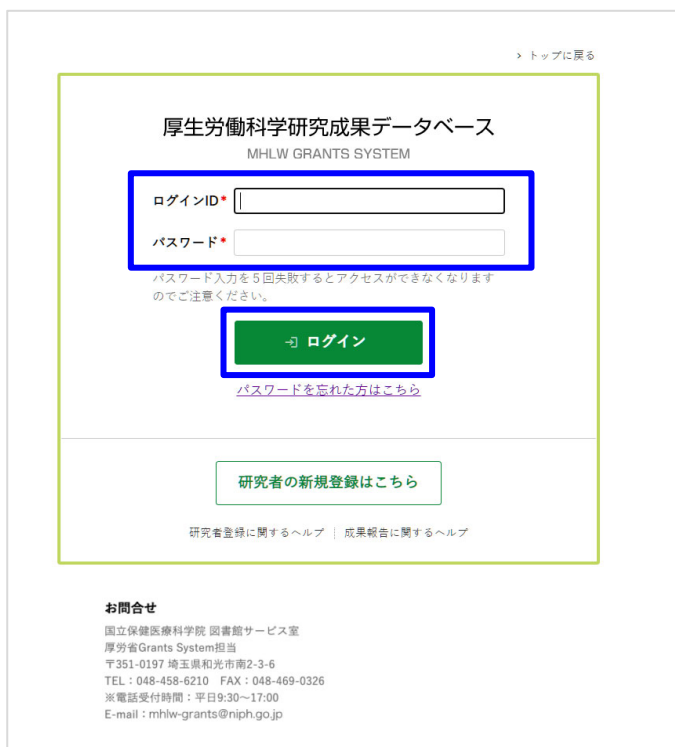 > トップに戻る
厚生労働科学研究成果データベース
MHLW GRANTS SYSTEM
ログインID*
パスワード*
パスワード入力を5回失敗するとアクセスができなくなります
のでご注意ください。
ログイン
パスワードを忘れた方はこちら
研究者の新規登録はこちら
研究者登録に関するヘルプ | 成果報告に関するヘルプ
お問合せ
国立保健医療科学院 図書館サービス室
厚労省Grants System担当
〒351-0197 埼玉県和光市南2-3-6
TEL：048-458-6210 FAX：048-469-0326
※電話受付時間：平日9:30～17:00
E-mail：mhlw-grants@niph.go.jp